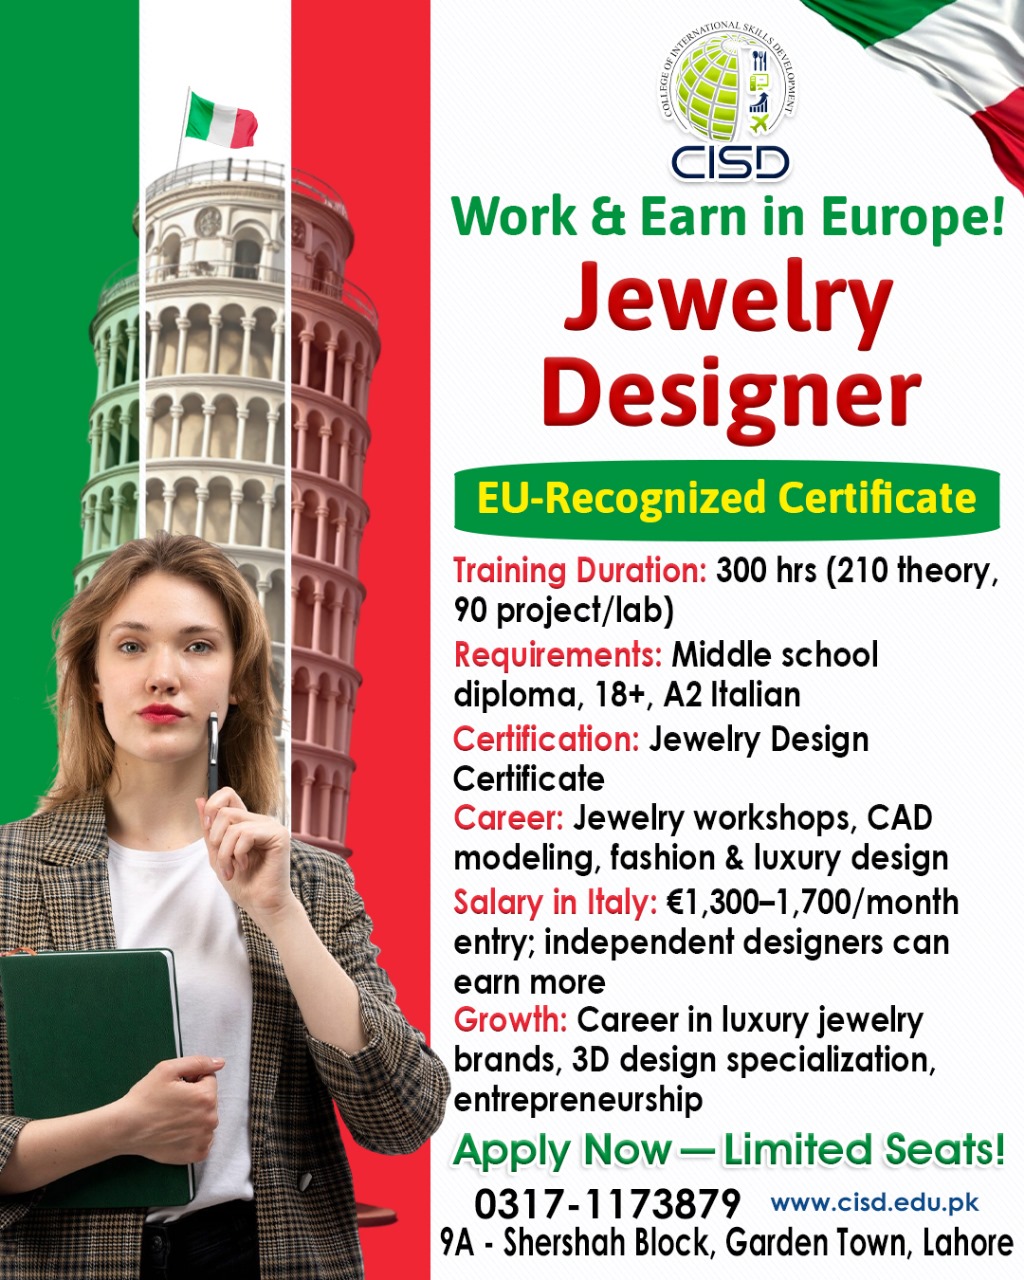 COLLEGE OF INTERNATIONAL SKILLS DEVELOPMENT
CISD
Work & Earn in Europe!
Jewelry
Designer
EU-Recognized Certificate
Training Duration: 300 hrs (210 theory,
90 project/lab)
Requirements: Middle school
diploma, 18+, A2 Italian
Certification: Jewelry Design
Certificate
Career: Jewelry workshops, CAD
modeling, fashion & luxury design
Salary in Italy: €1,300–1,700/month
entry; independent designers can
earn more
Growth: Career in luxury jewelry
brands, 3D design specialization,
entrepreneurship
Apply Now — Limited Seats!
0317-1173879 www.cisd.edu.pk
9A - Shershah Block, Garden Town, Lahore